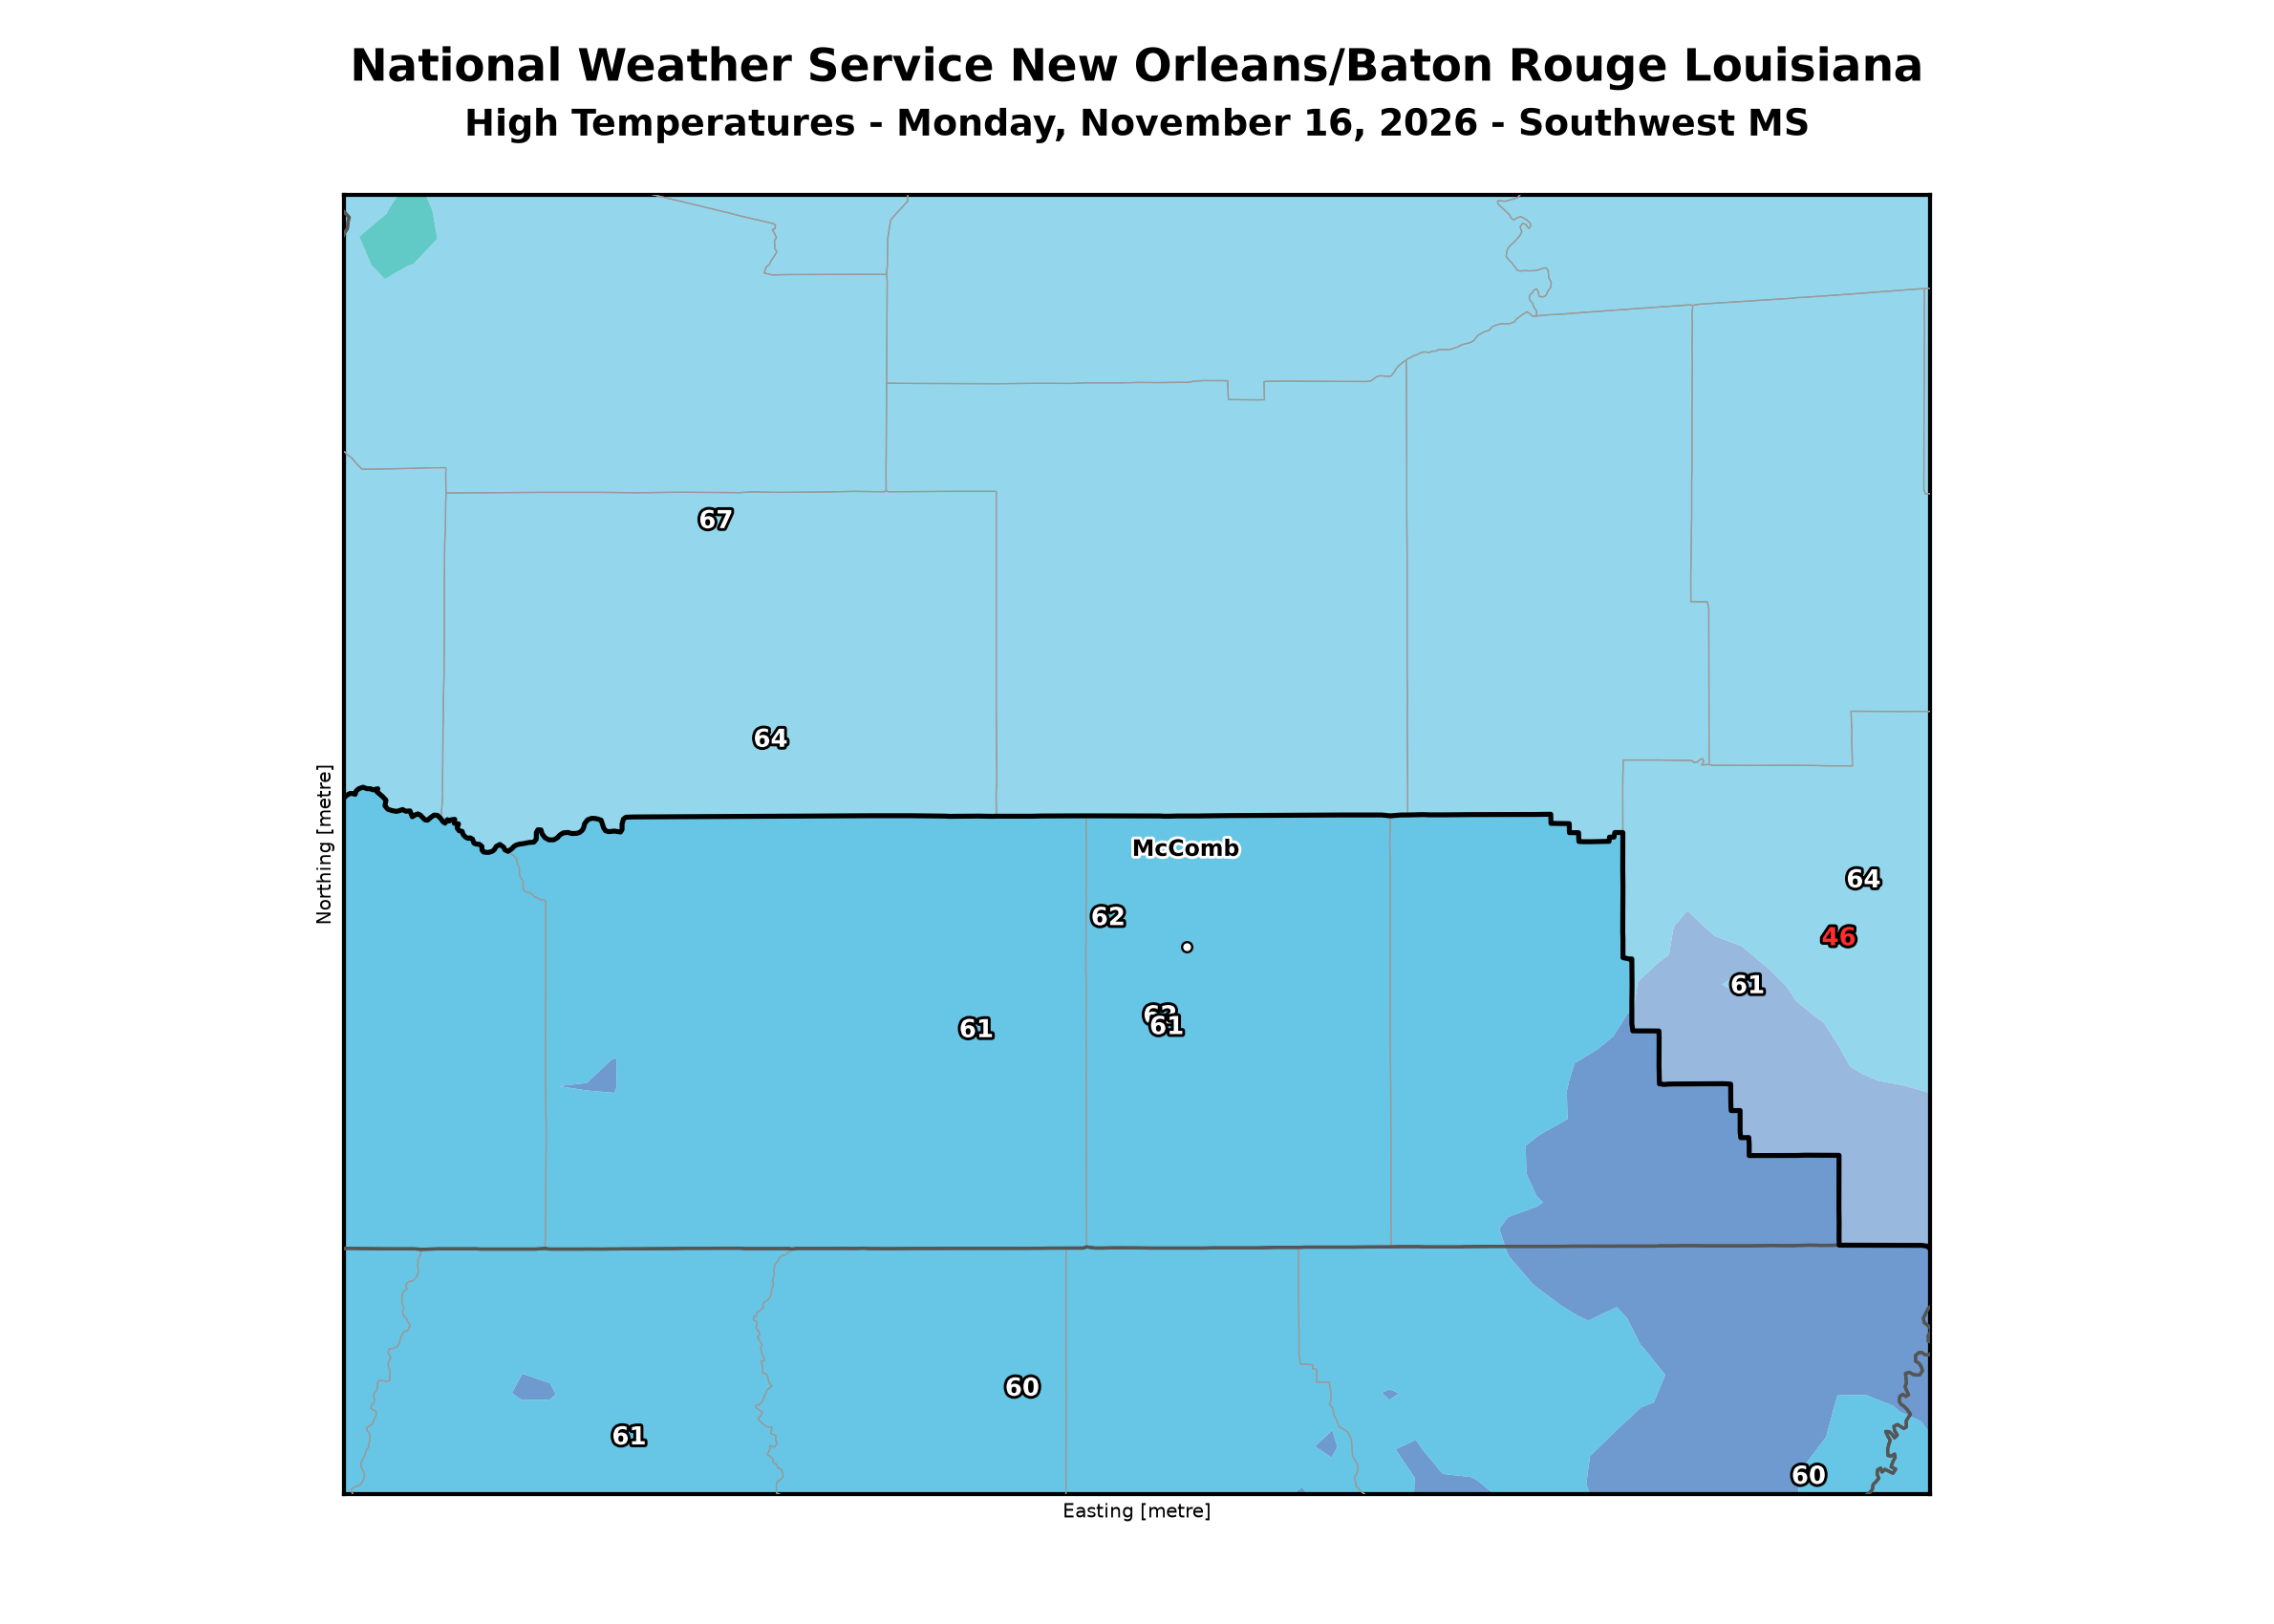 National Weather Service New Orleans/Baton Rouge Louisiana
High Temperatures - Monday, November 16, 2026 - Southwest MS
67
64
Northing [metre]
McComb
64
62
46
61
61
61
60
61
60
Easting [metre]